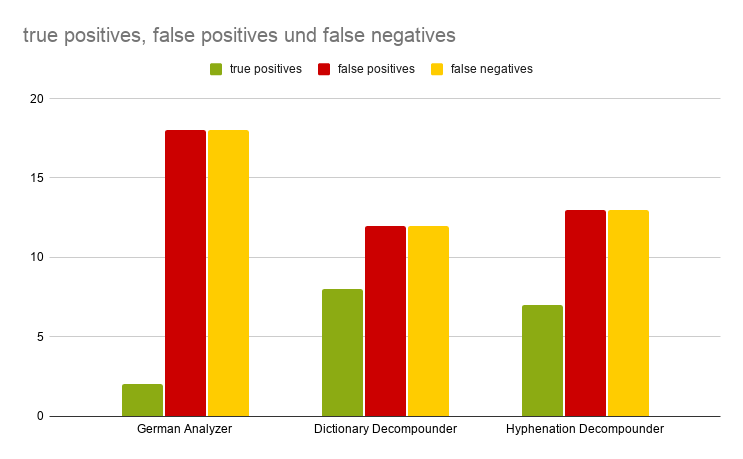 true positives, false positives und false negatives
true positives false positives false negatives
20
15
10
5
0
German Analyzer Dictionary Decompounder Hyphenation Decompounder